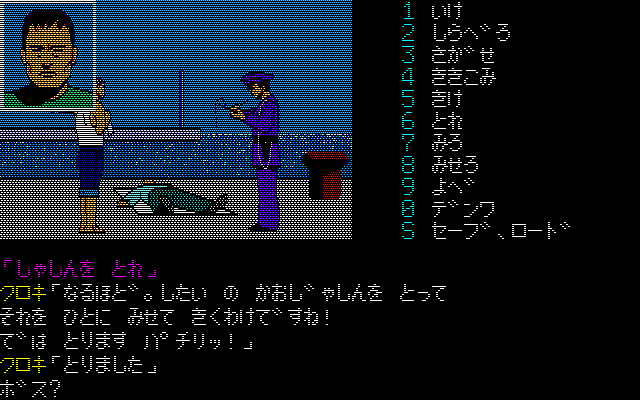 1 いけ
2 しらべろ
3 さがせ
4 ききこみ
5 きけ
6 とれ
7 みろ
8 みせろ
9 よべ
0 デンワ
S セーブ、ロード
「しゃしんを とれ」
クロキ「なるほど。したい の かおじゃしんを とって
それを ひとに みせて きくわけですね!
では とります パチリッ!」
クロキ「とりました」
ボス?